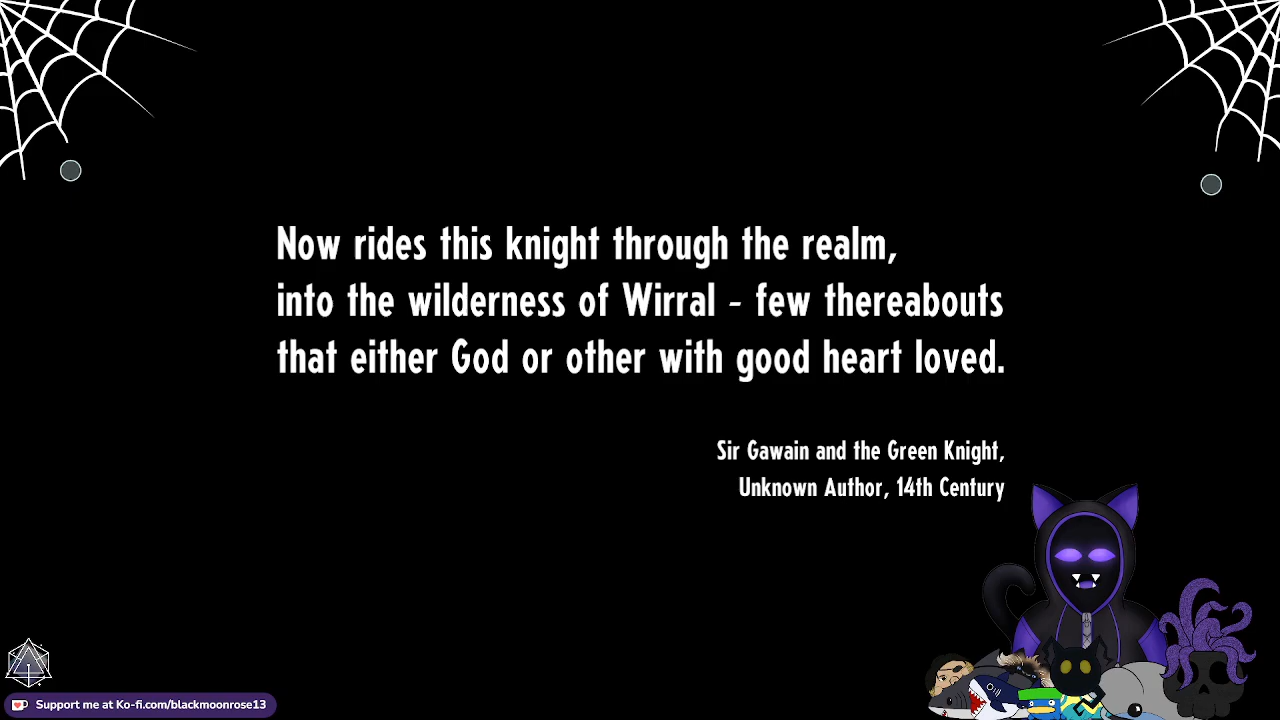 Now rides this knight through the realm,
into the wilderness of Wirral - few thereabouts
that either God or other with good heart loved.
Sir Gawain and the Green Knight,
Unknown Author, 14th Century
Support me at Ko-fi.com/blackmoonrose13